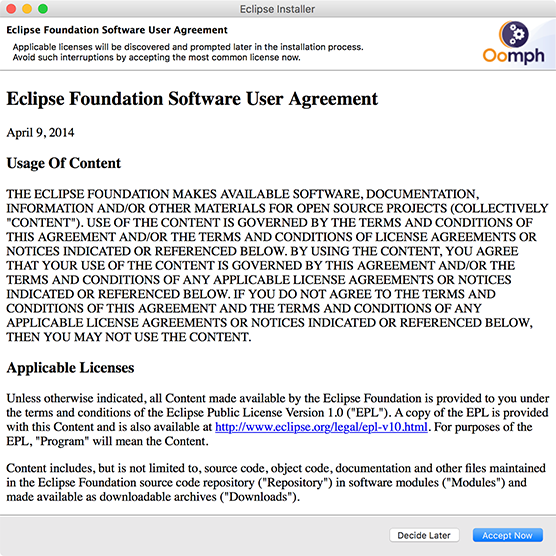 Eclipse Installer
Eclipse Foundation Software User Agreement
Applicable licenses will be discovered and prompted later in the installation process.
Avoid such interruptions by accepting the most common license now.
Oomph
Eclipse Foundation Software User Agreement
April 9, 2014
Usage Of Content
THE ECLIPSE FOUNDATION MAKES AVAILABLE SOFTWARE, DOCUMENTATION,
INFORMATION AND/OR OTHER MATERIALS FOR OPEN SOURCE PROJECTS (COLLECTIVELY
"CONTENT"). USE OF THE CONTENT IS GOVERNED BY THE TERMS AND CONDITIONS OF
THIS AGREEMENT AND/OR THE TERMS AND CONDITIONS OF LICENSE AGREEMENTS OR
NOTICES INDICATED OR REFERENCED BELOW. BY USING THE CONTENT, YOU AGREE
THAT YOUR USE OF THE CONTENT IS GOVERNED BY THIS AGREEMENT AND/OR THE
TERMS AND CONDITIONS OF ANY APPLICABLE LICENSE AGREEMENTS OR NOTICES
INDICATED OR REFERENCED BELOW. IF YOU DO NOT AGREE TO THE TERMS AND
CONDITIONS OF THIS AGREEMENT AND THE TERMS AND CONDITIONS OF ANY
APPLICABLE LICENSE AGREEMENTS OR NOTICES INDICATED OR REFERENCED BELOW,
THEN YOU MAY NOT USE THE CONTENT.
Applicable Licenses
Unless otherwise indicated, all Content made available by the Eclipse Foundation is provided to you under
the terms and conditions of the Eclipse Public License Version 1.0 ("EPL"). A copy of the EPL is provided
with this Content and is also available at http://www.eclipse.org/legal/epl-v10.html. For purposes of the
EPL, "Program" will mean the Content.
Content includes, but is not limited to, source code, object code, documentation and other files maintained
in the Eclipse Foundation source code repository ("Repository") in software modules ("Modules") and
made available as downloadable archives ("Downloads").
Decide Later
Accept Now